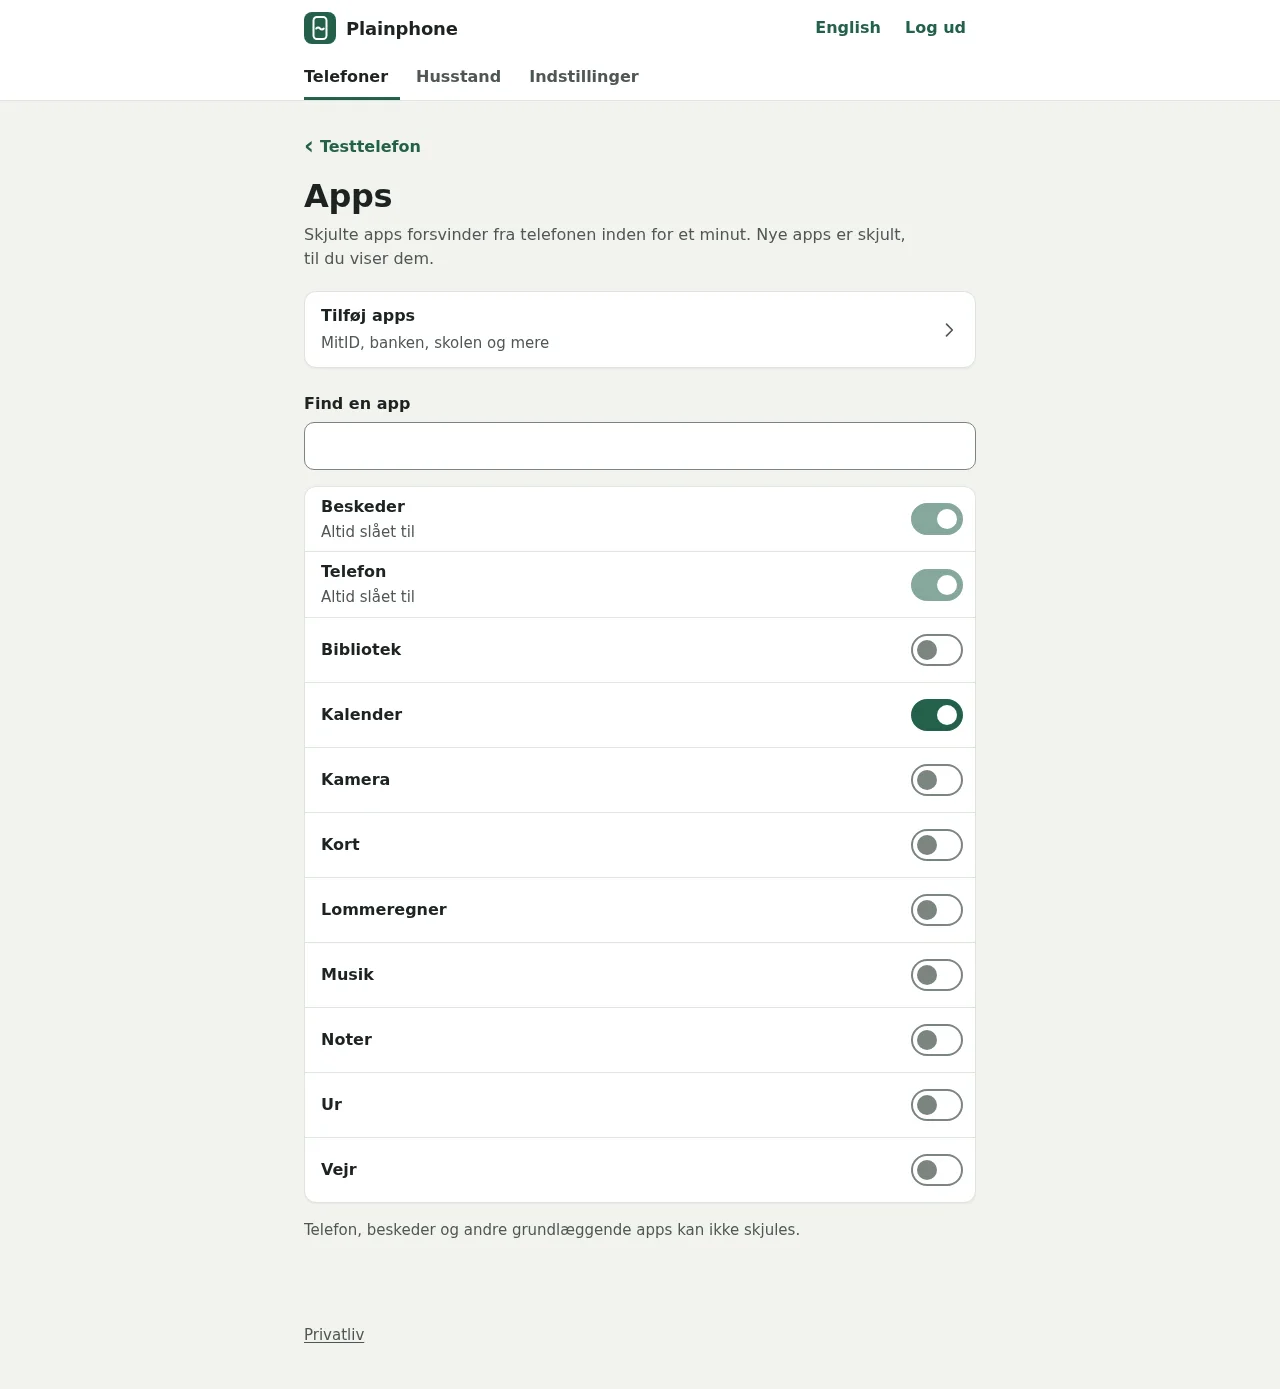 Plainphone
English
Log ud
Telefoner
Husstand
Indstillinger
‹ Testtelefon
Apps
Skjulte apps forsvinder fra telefonen inden for et minut. Nye apps er skjult,
til du viser dem.
Tilføj apps
MitID, banken, skolen og mere
Find en app
Beskeder
Altid slået til
Telefon
Altid slået til
Bibliotek
Kalender
Kamera
Kort
Lommeregner
Musik
Noter
Ur
Vejr
Telefon, beskeder og andre grundlæggende apps kan ikke skjules.
Privatliv